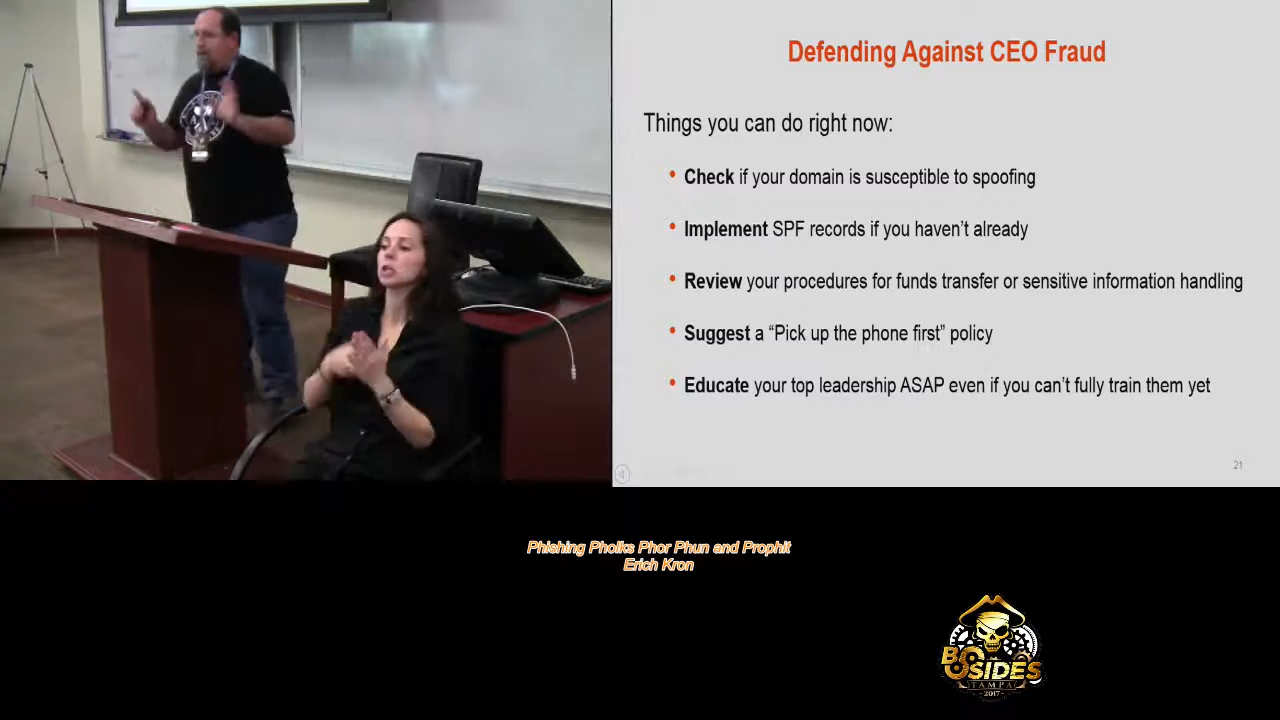 Defending Against CEO Fraud
Things you can do right now:
• Check if your domain is susceptible to spoofing
• Implement SPF records if you haven’t already
• Review your procedures for funds transfer or sensitive information handling
• Suggest a “Pick up the phone first” policy
• Educate your top leadership ASAP even if you can’t fully train them yet
21
Phishing Pholks Phor Phun and Prophit
Erich Kron
BSIDES
TAMPA
-2017-